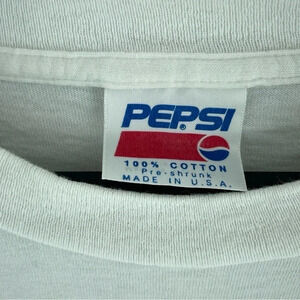 PEPSI
100% COTTON
Pre-shrunk
MADE IN U.S.A.